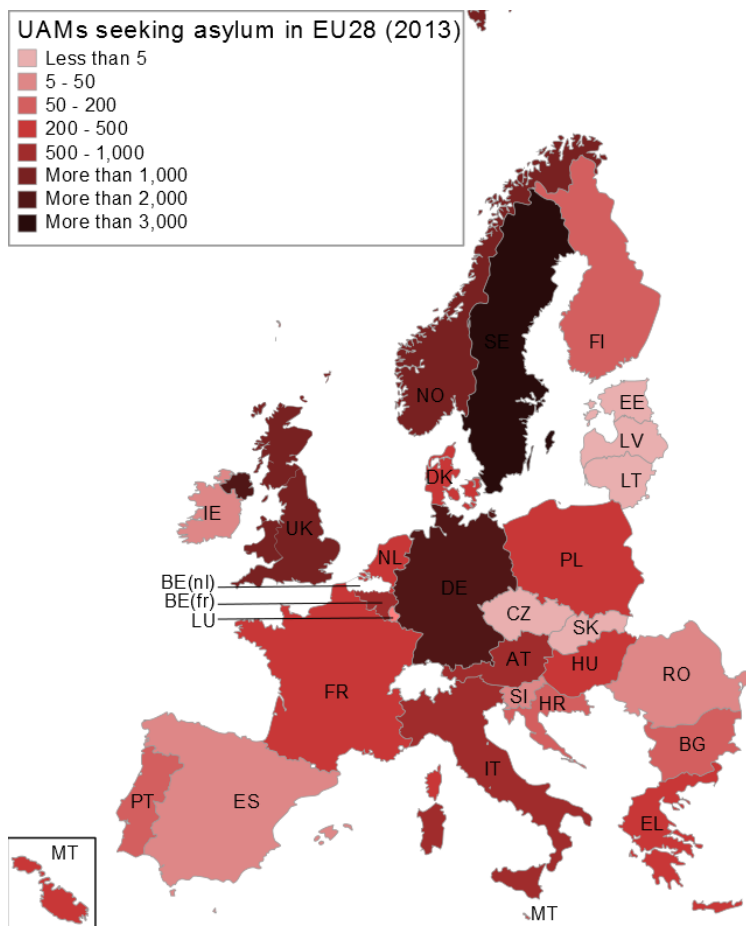 UAMs seeking asylum in EU28 (2013)
Less than 5
5 - 50
50 - 200
200 - 500
500 - 1,000
More than 1,000
More than 2,000
More than 3,000
SE
FI
NO
EE
LV
LT
DK
IE
UK
NL
PL
BE(nl)
DE
BE(fr)
CZ
LU
SK
AT
HU
RO
FR
SI
HR
BG
IT
PT
ES
EL
MT
MT